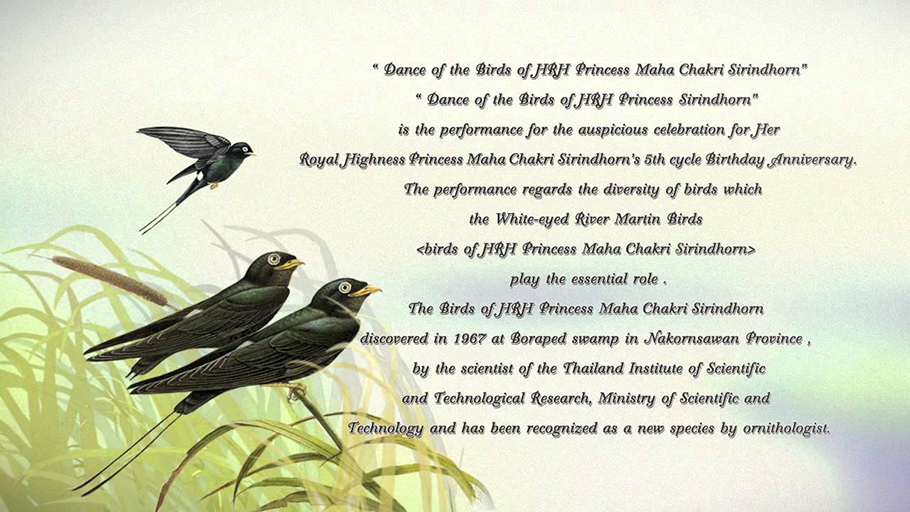 “ Dance of the Birds of HRH Princess Maha Chakri Sirindhorn”
“ Dance of the Birds of HRH Princess Sirindhorn”
is the performance for the auspicious celebration for Her
Royal Highness Princess Maha Chakri Sirindhorn's 5th cycle Birthday Anniversary.
The performance regards the diversity of birds which
the White-eyed River Martin Birds
<birds of HRH Princess Maha Chakri Sirindhorn>
play the essential role .
The Birds of HRH Princess Maha Chakri Sirindhorn
discovered in 1967 at Boraped swamp in Nakornsawan Province ,
by the scientist of the Thailand Institute of Scientific
and Technological Research, Ministry of Scientific and
Technology and has been recognized as a new species by ornithologist.